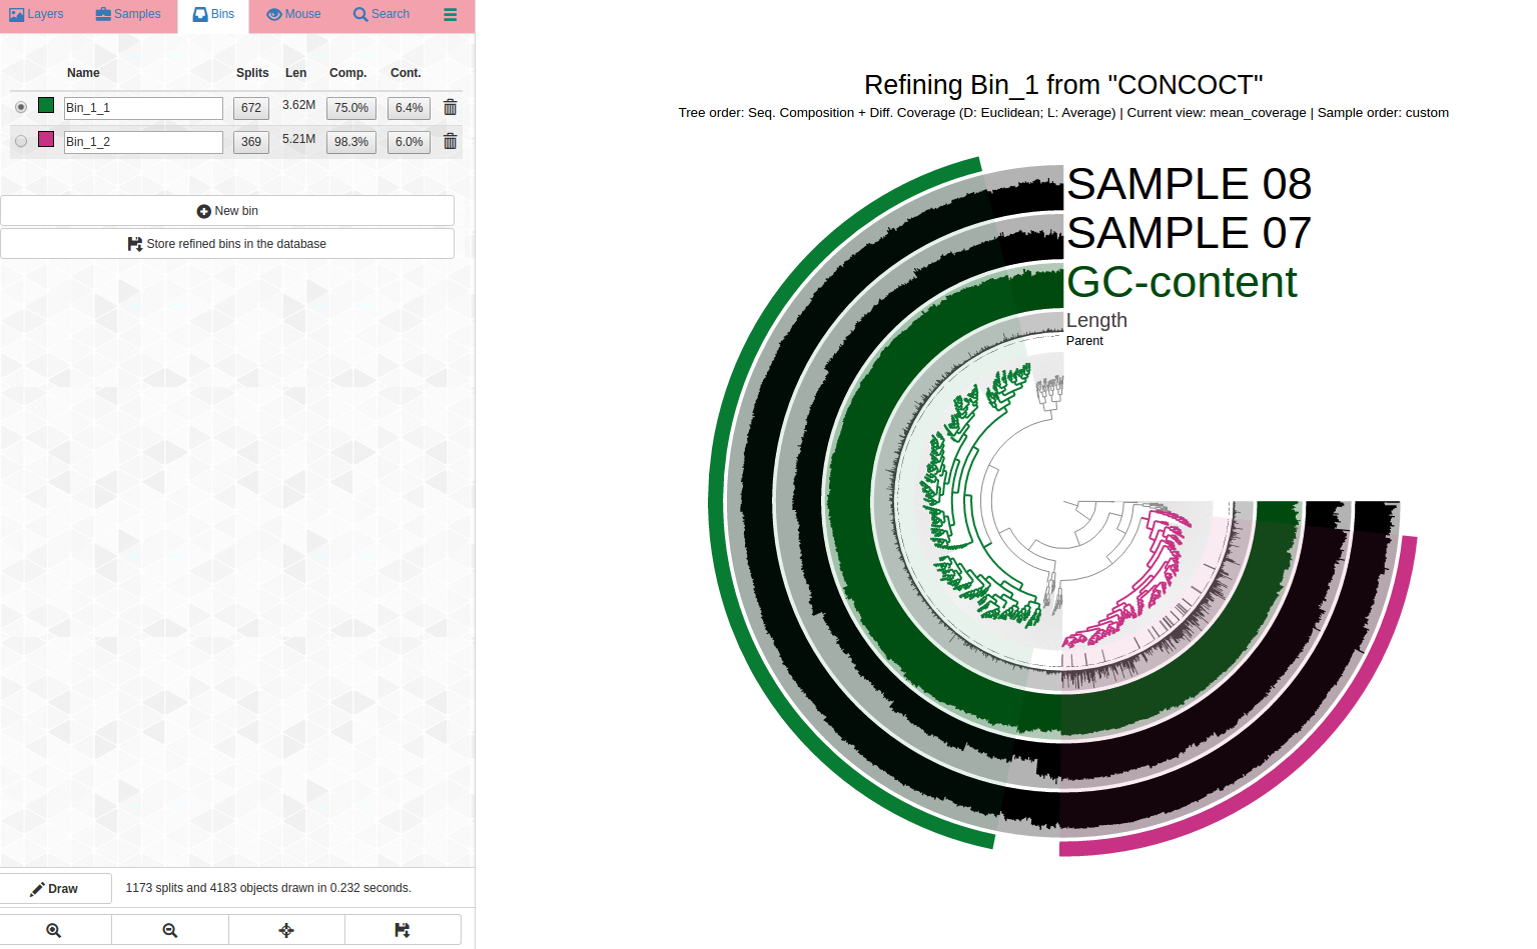 Layers Samples Bins Mouse Search
Name Splits Len Comp. Cont.
Bin_1_1 672 3.62M 75.0% 6.4%
Bin_1_2 369 5.21M 98.3% 6.0%
New bin
Store refined bins in the database
Draw 1173 splits and 4183 objects drawn in 0.232 seconds.
Refining Bin_1 from "CONCOCT"
Tree order: Seq. Composition + Diff. Coverage (D: Euclidean; L: Average) | Current view: mean_coverage | Sample order: custom
SAMPLE 08
SAMPLE 07
GC-content
Length
Parent